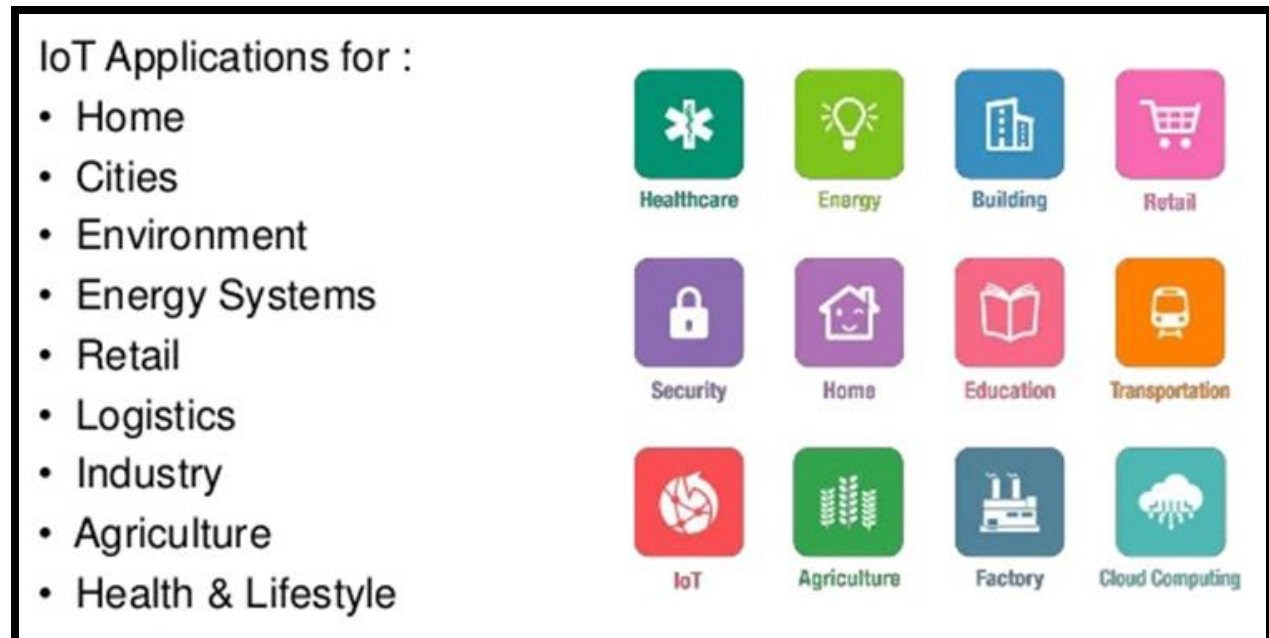 IoT Applications for :
• Home
• Cities
• Environment
• Energy Systems
• Retail
• Logistics
• Industry
• Agriculture
• Health & Lifestyle
Healthcare
Energy
Building
Retail
Security
Home
Education
Transportation
IoT
Agriculture
Factory
Cloud Computing